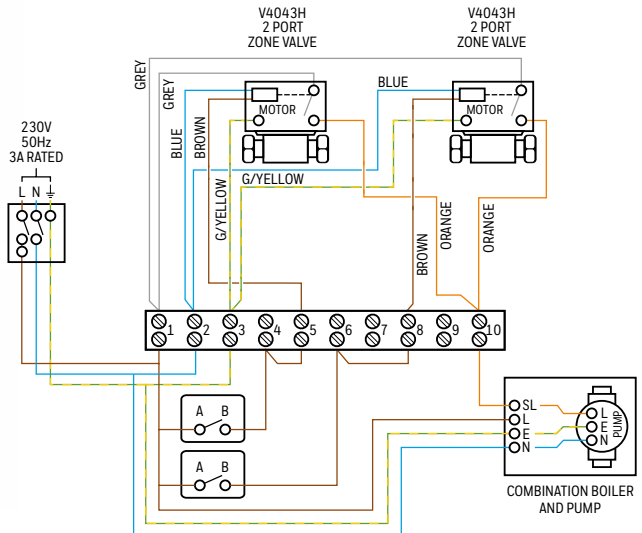 V4043H
2 PORT
ZONE VALVE
V4043H
2 PORT
ZONE VALVE
GREY
GREY
BLUE
BROWN
MOTOR
BLUE
MOTOR
230V
50Hz
3A RATED
L N
G/YELLOW
G/YELLOW
BROWN
ORANGE
ORANGE
1 2 3 4 5 6 7 8 9 10
A B
A B
SL
L
E
N
L
E
N
PUMP
COMBINATION BOILER
AND PUMP